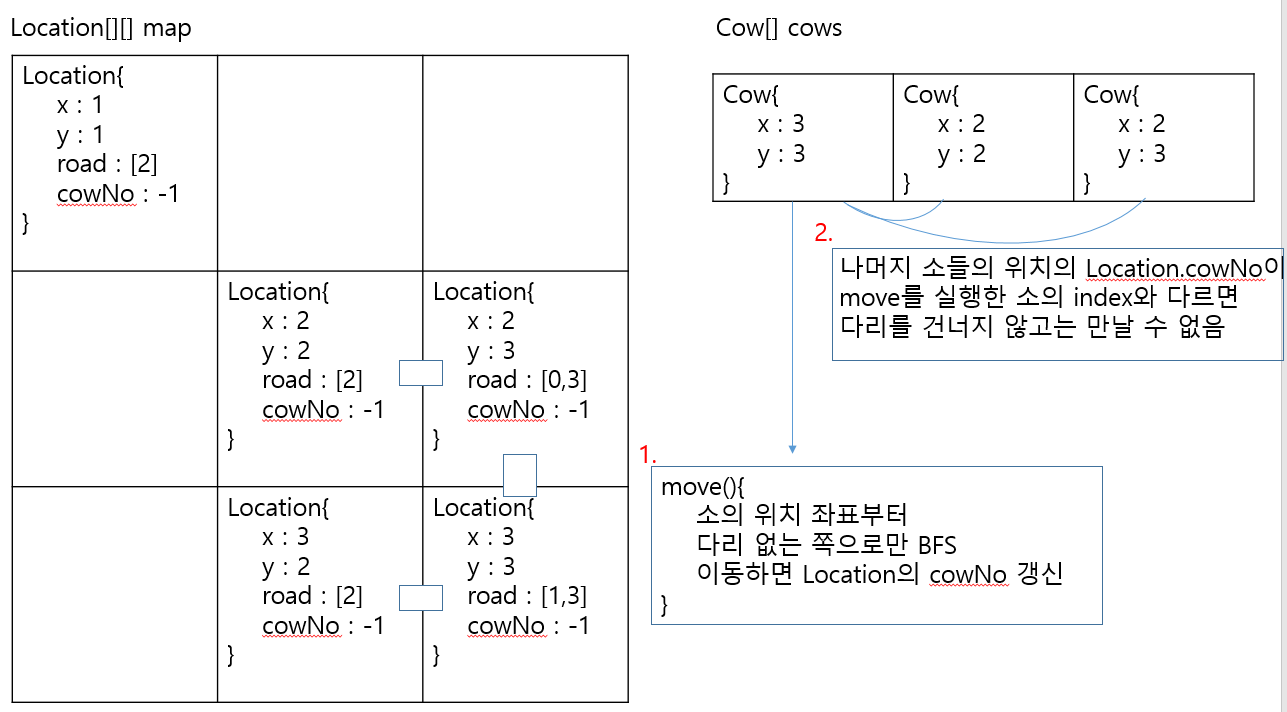 Location[][] map
Location{
x : 1
y : 1
road : [2]
cowNo : -1
}
Location{
x : 2
y : 2
road : [2]
cowNo : -1
}
Location{
x : 2
y : 3
road : [0,3]
cowNo : -1
}
Location{
x : 3
y : 2
road : [2]
cowNo : -1
}
Location{
x : 3
y : 3
road : [1,3]
cowNo : -1
}
Cow[] cows
Cow{
x : 3
y : 3
}
Cow{
x : 2
y : 2
}
Cow{
x : 2
y : 3
}
2.
나머지 소들의 위치의 Location.cowNo이
move를 실행한 소의 index와 다르면
다리를 건너지 않고는 만날 수 없음
1.
move(){
소의 위치 좌표부터
다리 없는 쪽으로만 BFS
이동하면 Location의 cowNo 갱신
}